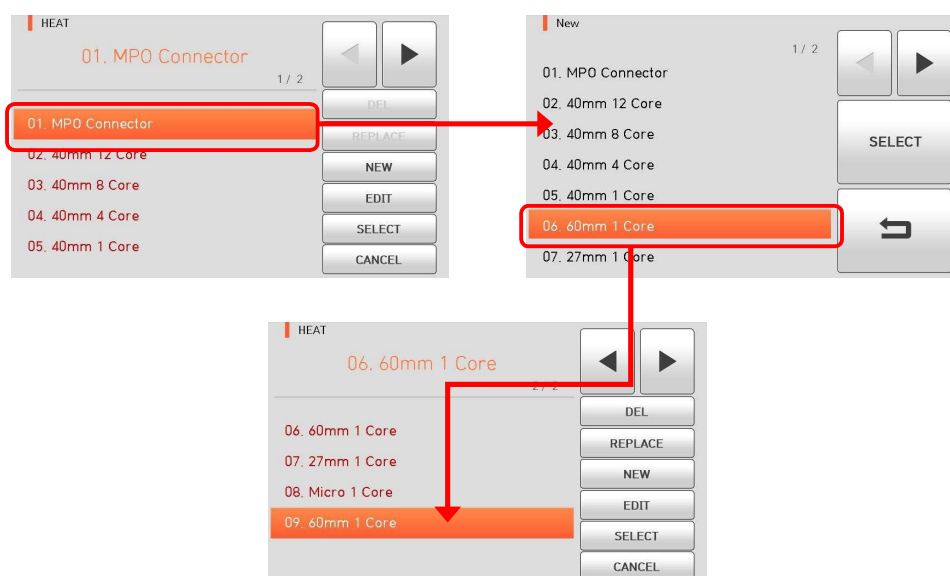 HEAT
01. MPO Connector
1 / 2
01. MPO Connector
02. 40mm 12 Core
03. 40mm 8 Core
04. 40mm 4 Core
05. 40mm 1 Core
DEL
REPLACE
NEW
EDIT
SELECT
CANCEL
New
1 / 2
01. MPO Connector
02. 40mm 12 Core
03. 40mm 8 Core
04. 40mm 4 Core
05. 40mm 1 Core
06. 60mm 1 Core
07. 27mm 1 Core
SELECT
HEAT
06. 60mm 1 Core
2 / 2
06. 60mm 1 Core
07. 27mm 1 Core
08. Micro 1 Core
09. 60mm 1 Core
DEL
REPLACE
NEW
EDIT
SELECT
CANCEL